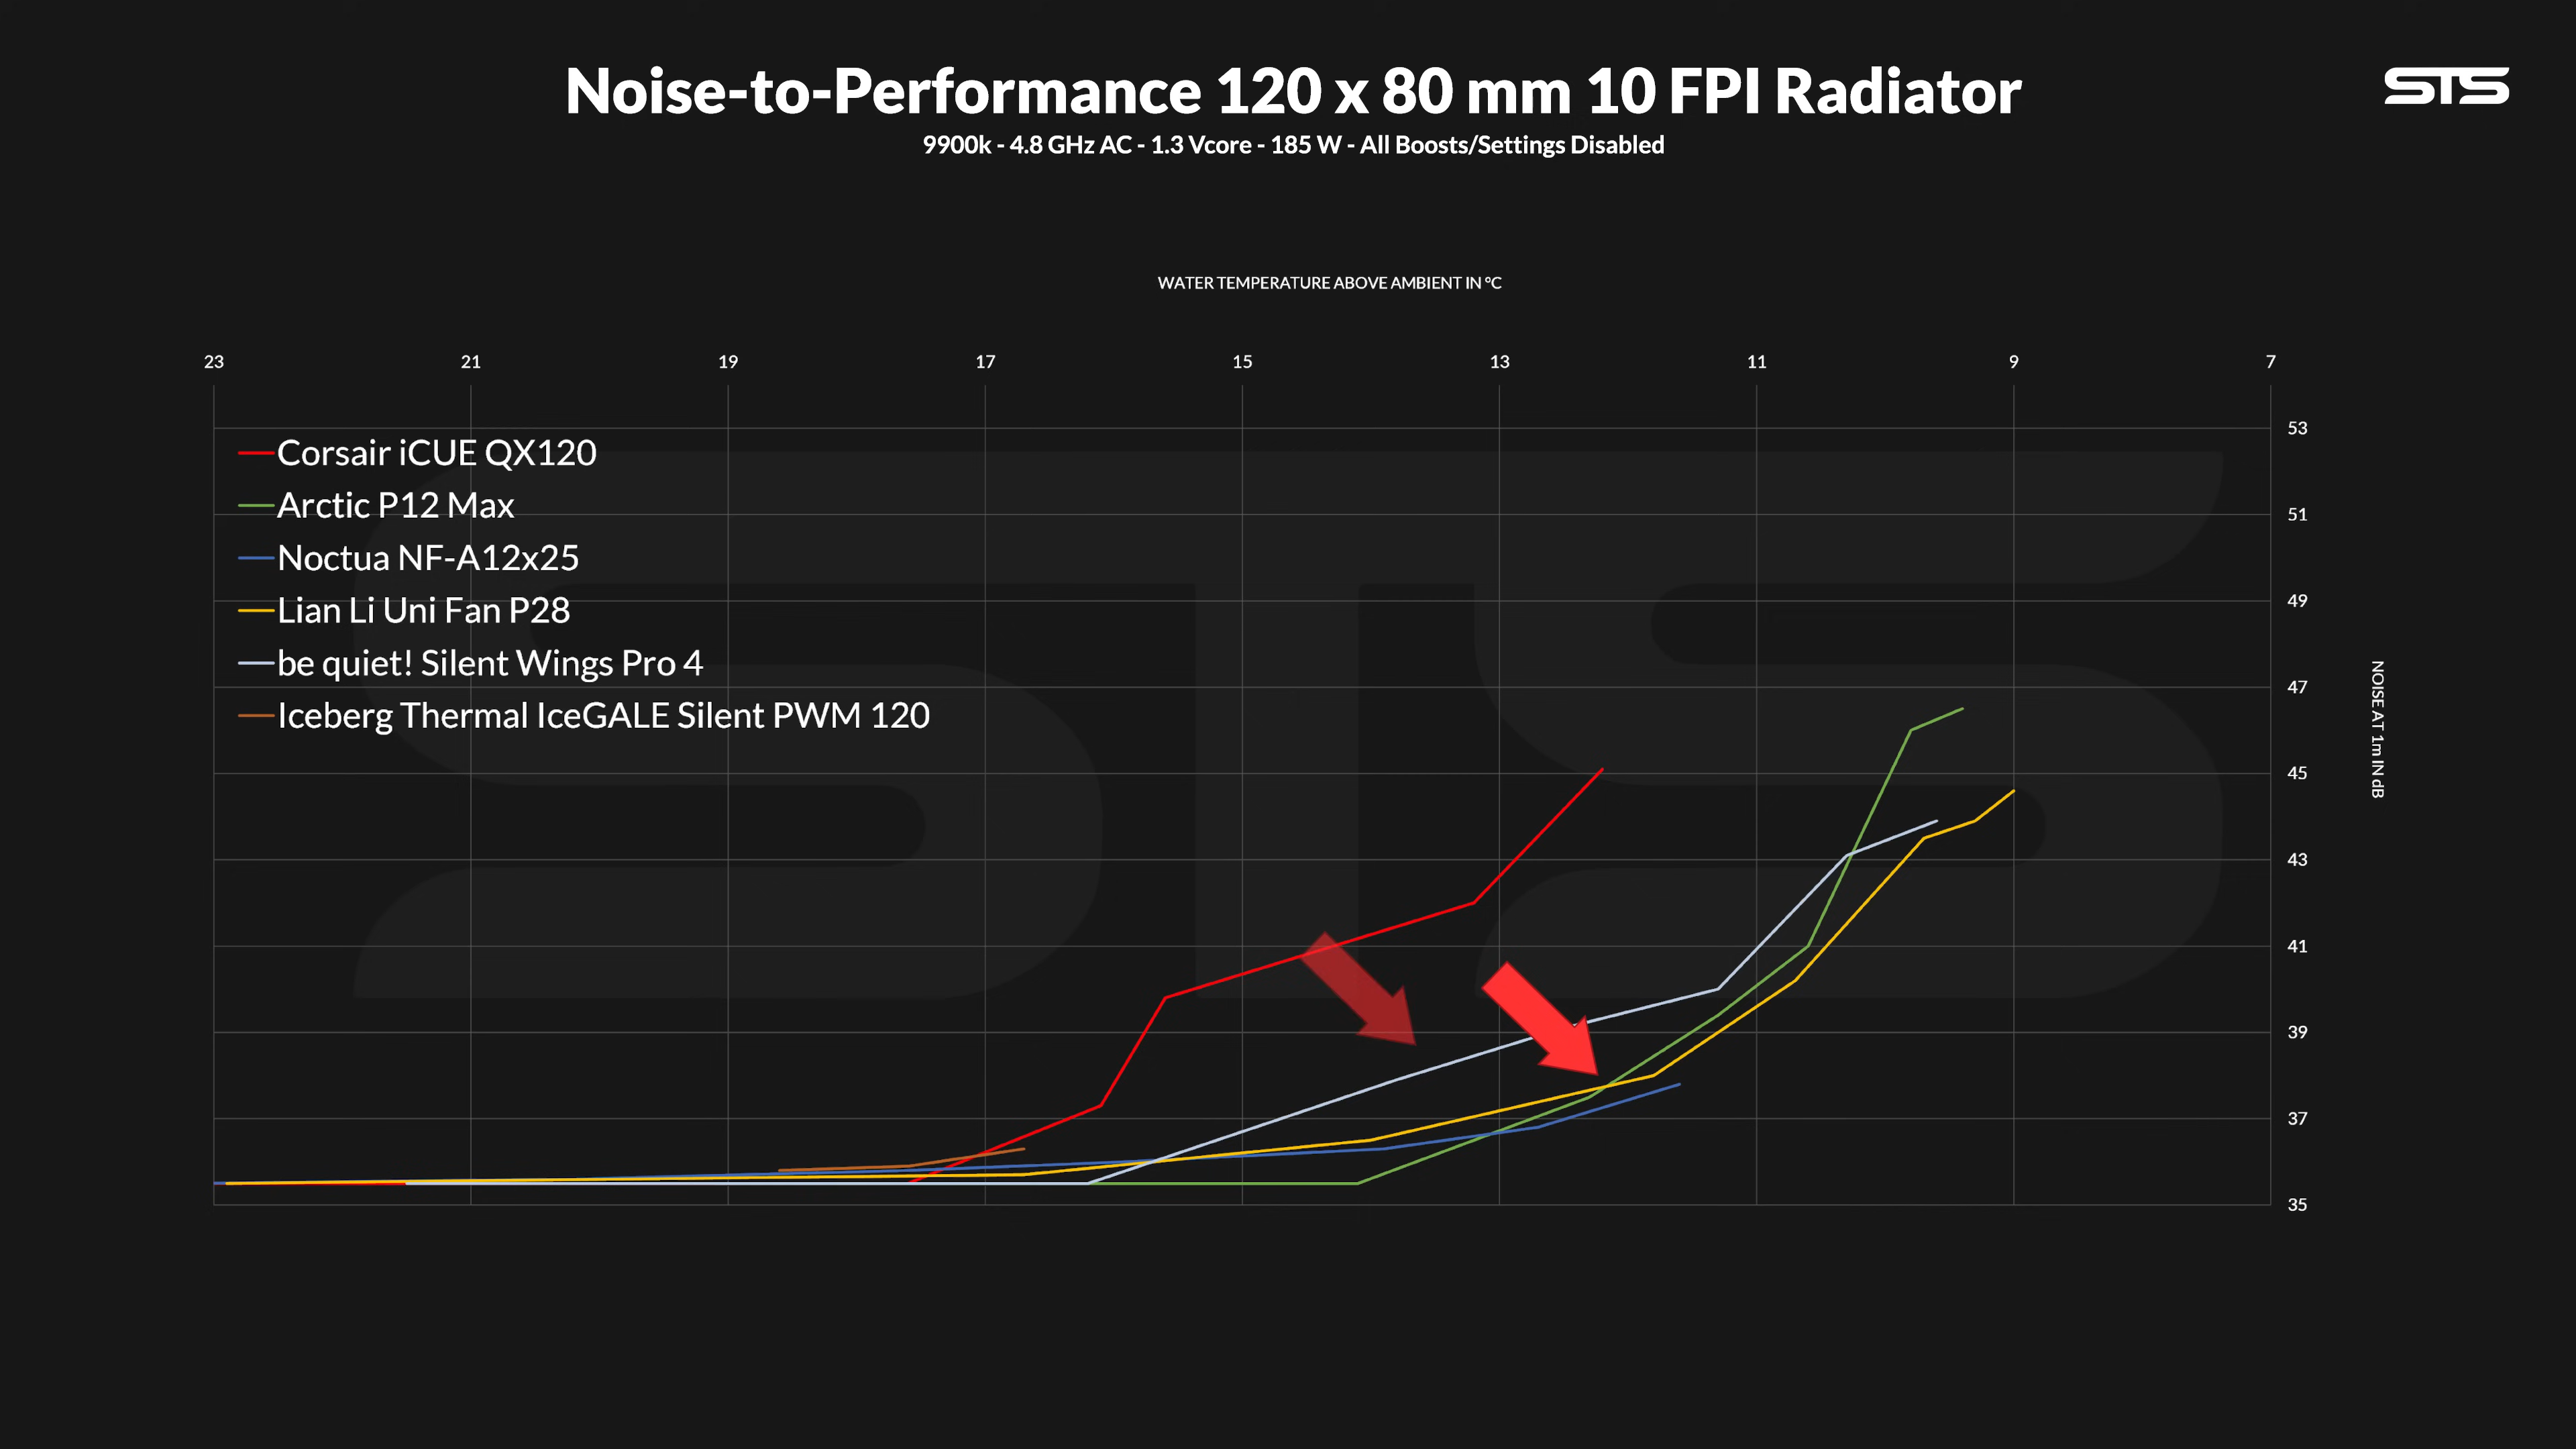 Noise-to-Performance 120 x 80 mm 10 FPI Radiator
STS
9900k - 4.8 GHz AC - 1.3 Vcore - 185 W - All Boosts/Settings Disabled
WATER TEMPERATURE ABOVE AMBIENT IN °C
23 21 19 17 15 13 11 9 7
Corsair iCUE QX120
Arctic P12 Max
Noctua NF-A12x25
Lian Li Uni Fan P28
be quiet! Silent Wings Pro 4
Iceberg Thermal IceGALE Silent PWM 120
53
51
49
47
45
43
41
39
37
35
NOISE AT 1m IN dB
STS